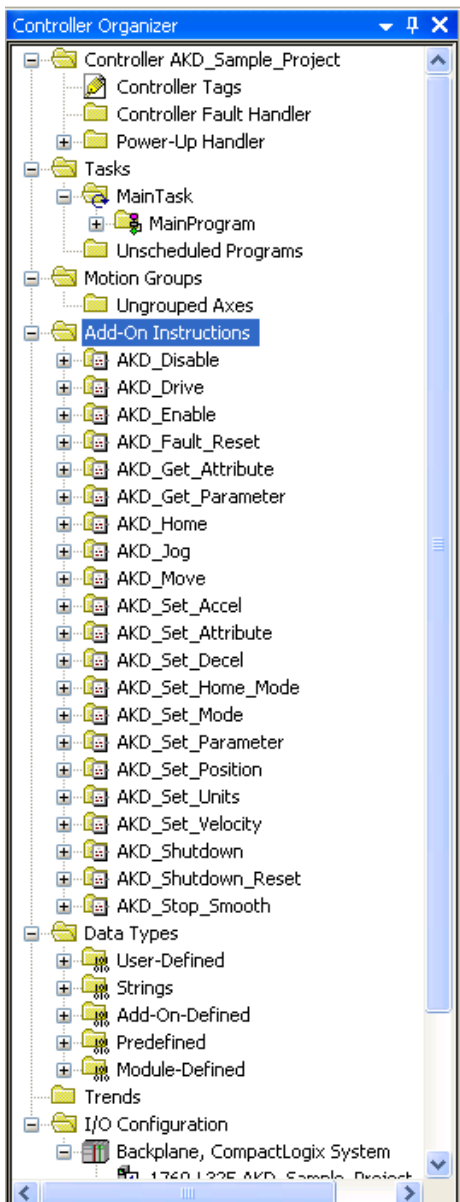 Controller Organizer
Controller AKD_Sample_Project
Controller Tags
Controller Fault Handler
Power-Up Handler
Tasks
MainTask
MainProgram
Unscheduled Programs
Motion Groups
Ungrouped Axes
Add-On Instructions
AKD_Disable
AKD_Drive
AKD_Enable
AKD_Fault_Reset
AKD_Get_Attribute
AKD_Get_Parameter
AKD_Home
AKD_Jog
AKD_Move
AKD_Set_Accel
AKD_Set_Attribute
AKD_Set_Decel
AKD_Set_Home_Mode
AKD_Set_Mode
AKD_Set_Parameter
AKD_Set_Position
AKD_Set_Units
AKD_Set_Velocity
AKD_Shutdown
AKD_Shutdown_Reset
AKD_Stop_Smooth
Data Types
User-Defined
Strings
Add-On-Defined
Predefined
Module-Defined
Trends
I/O Configuration
Backplane, CompactLogix System
AKD_Sample_Project